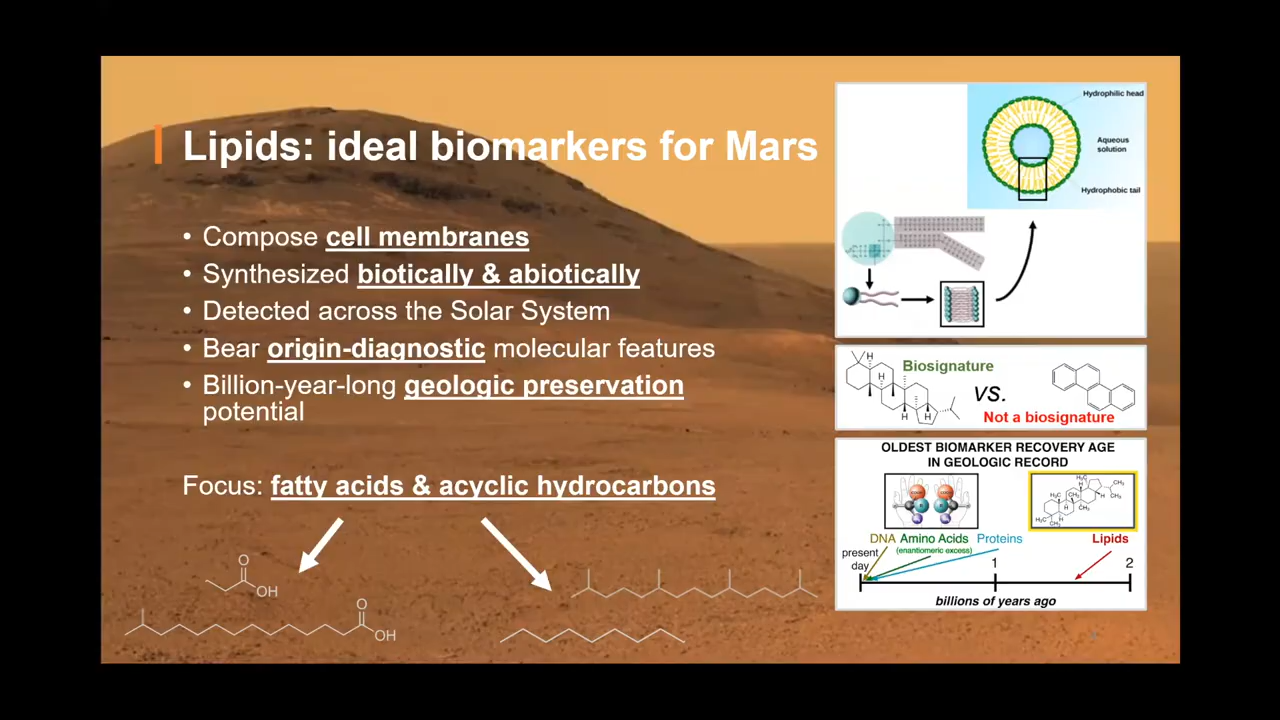 Lipids: ideal biomarkers for Mars
• Compose cell membranes
• Synthesized biotically & abiotically
• Detected across the Solar System
• Bear origin-diagnostic molecular features
• Billion-year-long geologic preservation
potential
Focus: fatty acids & acyclic hydrocarbons
O
OH
O
OH
Hydrophilic head
Aqueous
solution
Hydrophobic tail
Biosignature
H
H
H
H
vs.
Not a biosignature
OLDEST BIOMARKER RECOVERY AGE
IN GEOLOGIC RECORD
DNA Amino Acids Proteins
(enantiomeric excess)
Lipids
present
day
1
2
billions of years ago